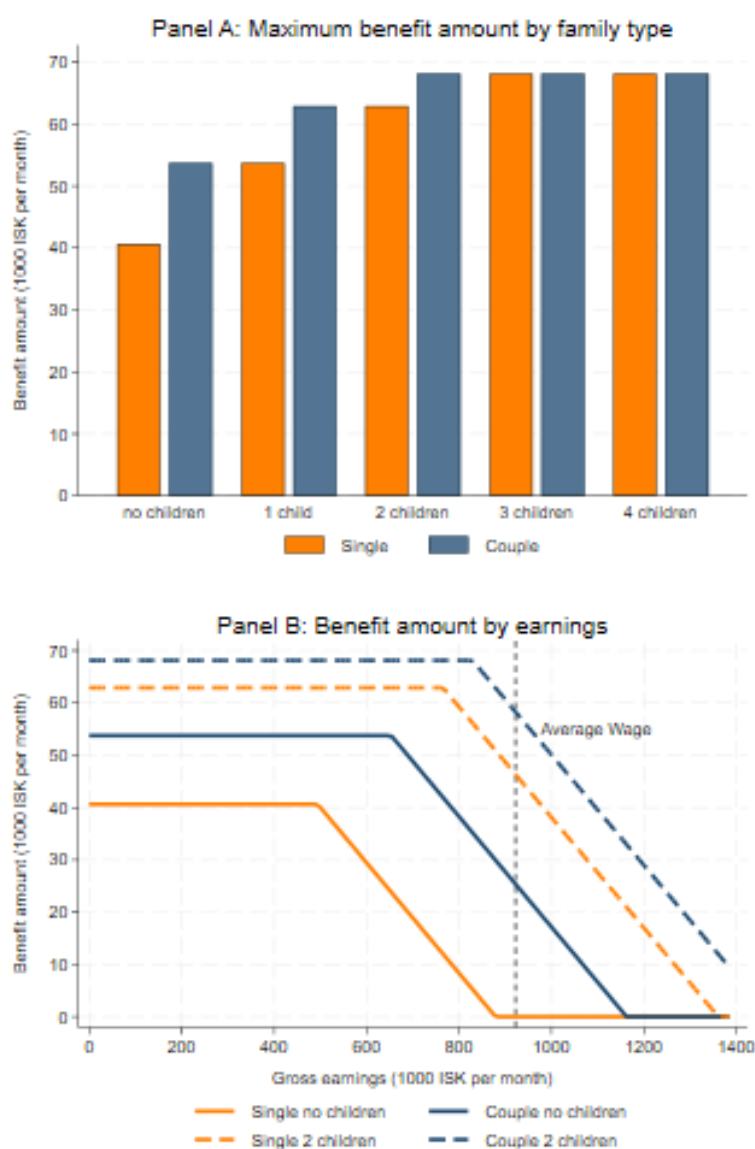 Panel A: Maximum benefit amount by family type
Benefit amount (1000 ISK per month)
70
60
50
40
30
20
10
0
no children 1 child 2 children 3 children 4 children
Single Couple
Panel B: Benefit amount by earnings
Benefit amount (1000 ISK per month)
70
60
50
40
30
20
10
0
Average Wage
0 200 400 600 800 1000 1200 1400
Gross earnings (1000 ISK per month)
Single no children Couple no children
Single 2 children Couple 2 children